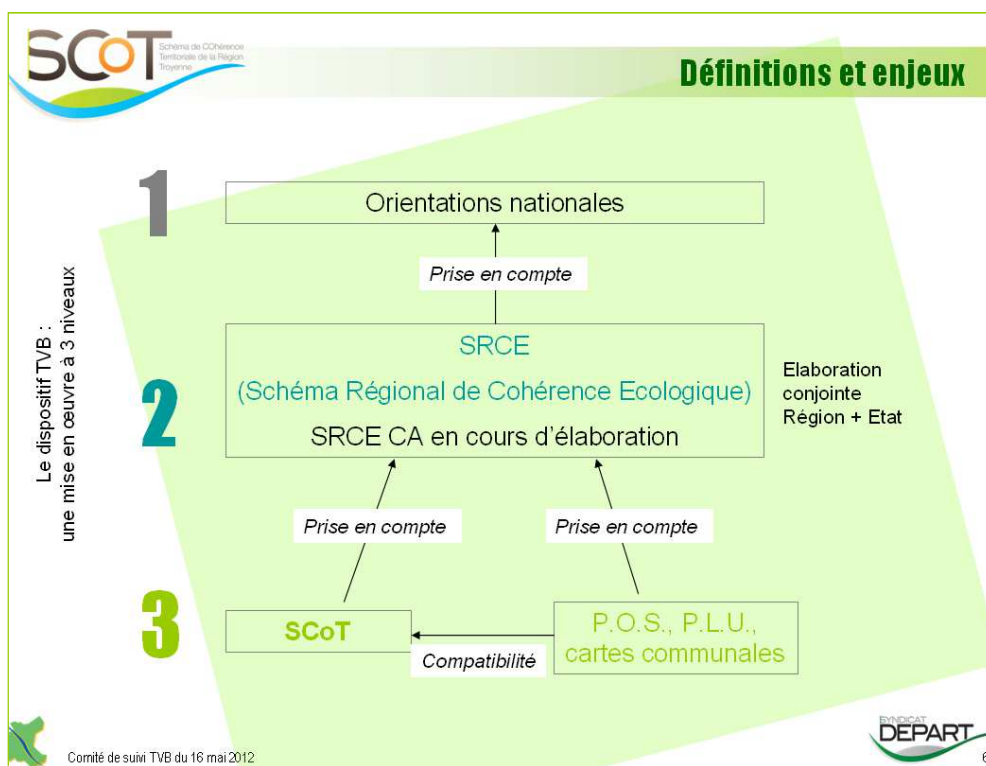 SCoT
Schéma de COhérence
Territoriale de la Région
Troyenne
Définitions et enjeux
Le dispositif TVB :
une mise en œuvre à 3 niveaux
1
Orientations nationales
Prise en compte
2
SRCE
(Schéma Régional de Cohérence Ecologique)
SRCE CA en cours d'élaboration
Elaboration
conjointe
Région + Etat
Prise en compte
Prise en compte
3
SCoT
Compatibilité
P.O.S., P.L.U.,
cartes communales
Comité de suivi TVB du 16 mai 2012
SYNDICAT
DEPART
6